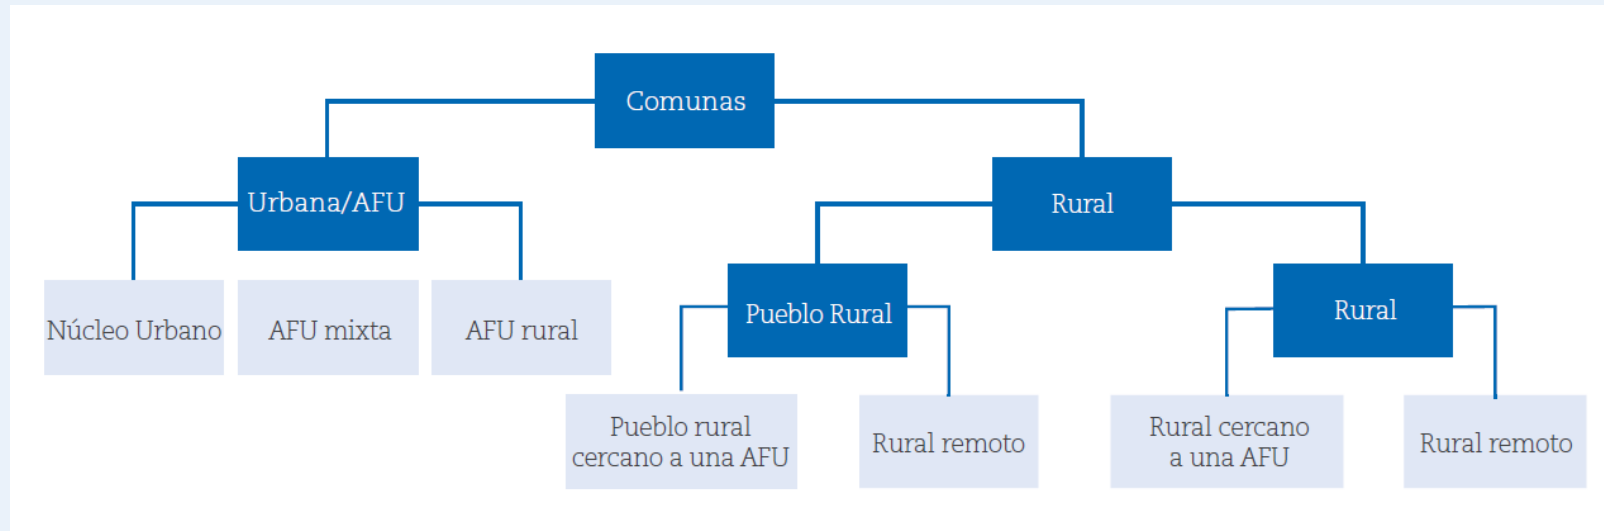 Comunas
Urbana/AFU
Rural
Núcleo Urbano
AFU mixta
AFU rural
Pueblo Rural
Rural
Pueblo rural
cercano a una AFU
Rural remoto
Rural cercano
a una AFU
Rural remoto